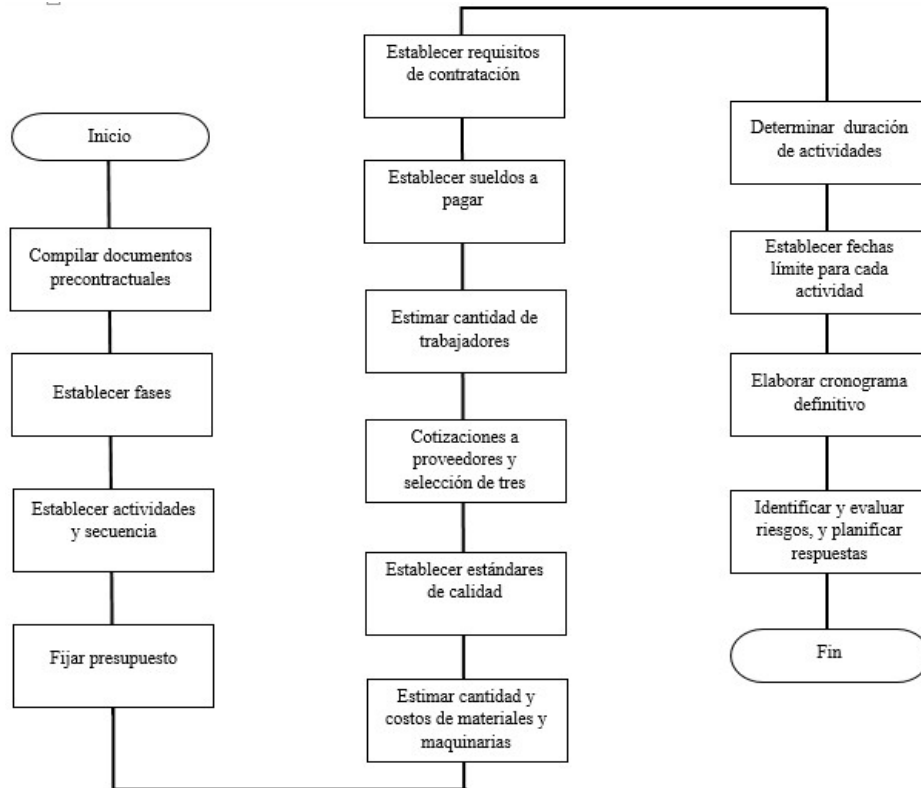 Inicio
Compilar documentos
precontractuales
Establecer fases
Establecer actividades
y secuencia
Fijar presupuesto
Establecer requisitos
de contratación
Establecer sueldos a
pagar
Estimar cantidad de
trabajadores
Cotizaciones a
proveedores y
selección de tres
Establecer estándares
de calidad
Estimar cantidad y
costos de materiales y
maquinarias
Determinar duración
de actividades
Establecer fechas
límite para cada
actividad
Elaborar cronograma
definitivo
Identificar y evaluar
riesgos, y planificar
respuestas
Fin